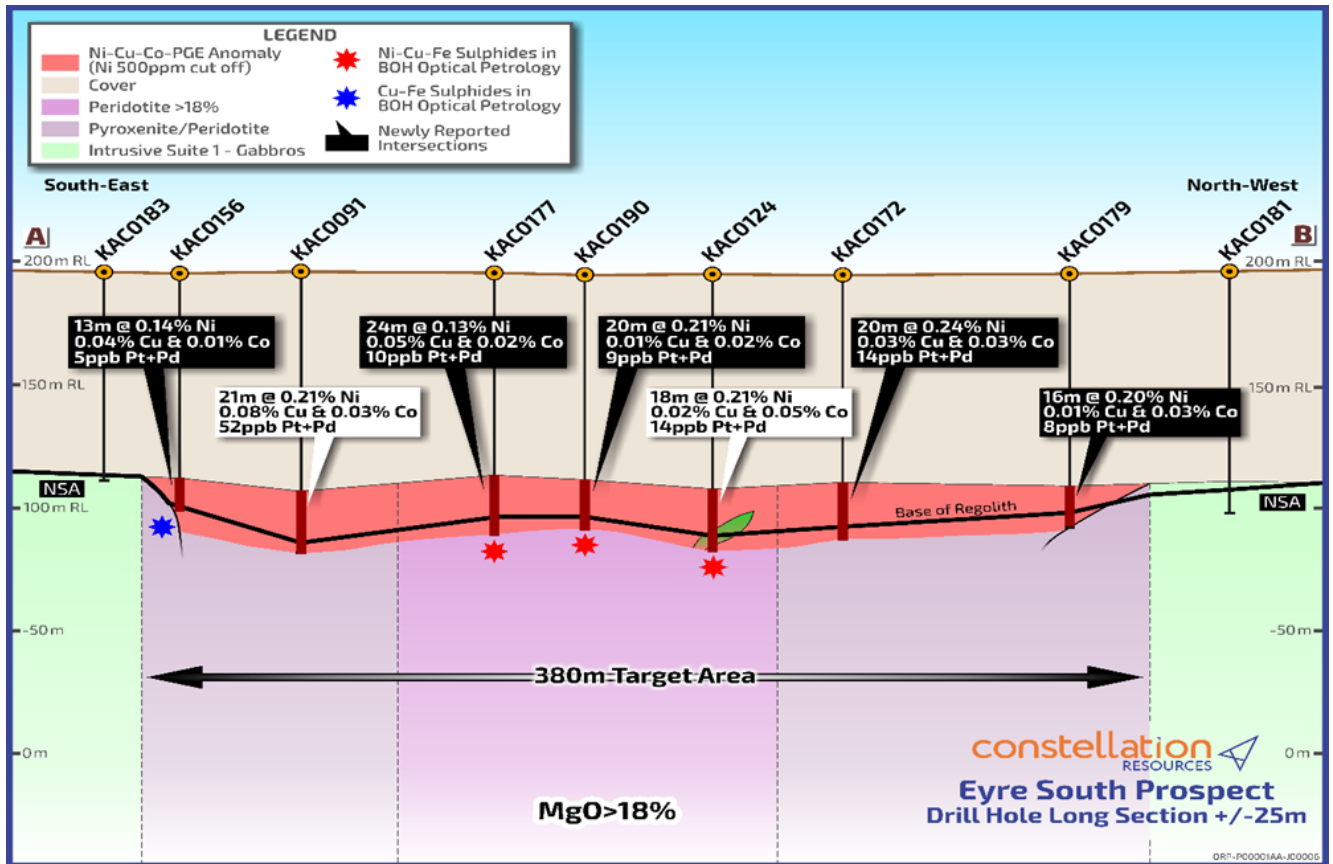 LEGEND
Ni-Cu-Co-PGE Anomaly
(Ni 500ppm cut off)
Cover
Peridotite >18%
Pyroxenite/Peridotite
Intrusive Suite 1 - Gabbros
Ni-Cu-Fe Sulphides in
BOH Optical Petrology
Cu-Fe Sulphides in
BOH Optical Petrology
Newly Reported
Intersections
South-East
North-West
A
B
KAC0183
KAC0156
KAC0091
KAC0177
KAC0190
KAC0124
KAC0172
KAC0179
KAC0181
200m RL
200m RL
13m @ 0.14% Ni
0.04% Cu & 0.01% Co
5ppb Pt+Pd
24m @ 0.13% Ni
0.05% Cu & 0.02% Co
10ppb Pt+Pd
20m @ 0.21% Ni
0.01% Cu & 0.02% Co
9ppb Pt+Pd
20m @ 0.24% Ni
0.03% Cu & 0.03% Co
14ppb Pt+Pd
150m RL
150m RL
21m @ 0.21% Ni
0.08% Cu & 0.03% Co
52ppb Pt+Pd
18m @ 0.21% Ni
0.02% Cu & 0.05% Co
14ppb Pt+Pd
16m @ 0.20% Ni
0.01% Cu & 0.03% Co
8ppb Pt+Pd
NSA
NSA
100m RL
100m RL
Base of Regolith
-50m
-50m
380m Target Area
0m
0m
MgO>18%
constellation
RESOURCES
Eyre South Prospect
Drill Hole Long Section +/-25m
ORP-P00001AA-J00006